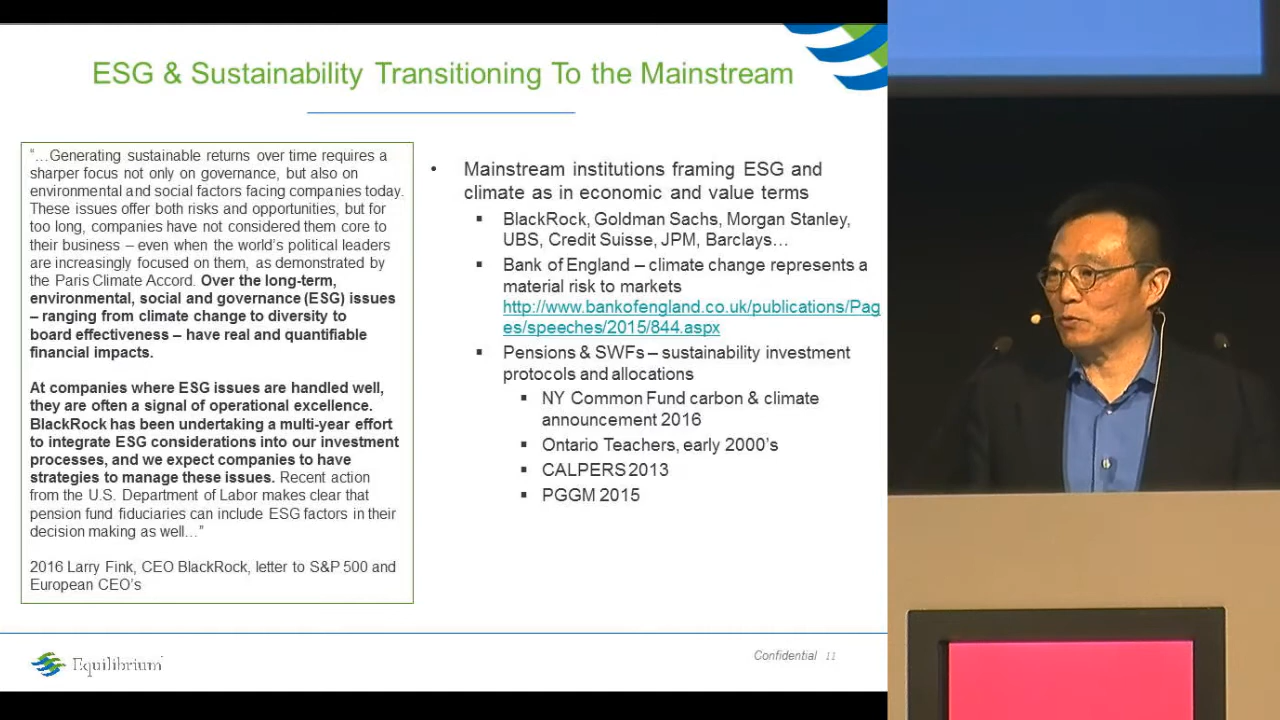 ESG & Sustainability Transitioning To the Mainstream
“…Generating sustainable returns over time requires a
sharper focus not only on governance, but also on
environmental and social factors facing companies today.
These issues offer both risks and opportunities, but for
too long, companies have not considered them core to
their business – even when the world’s political leaders
are increasingly focused on them, as demonstrated by
the Paris Climate Accord. Over the long-term,
environmental, social and governance (ESG) issues
– ranging from climate change to diversity to
board effectiveness – have real and quantifiable
financial impacts.
At companies where ESG issues are handled well,
they are often a signal of operational excellence.
BlackRock has been undertaking a multi-year effort
to integrate ESG considerations into our investment
processes, and we expect companies to have
strategies to manage these issues. Recent action
from the U.S. Department of Labor makes clear that
pension fund fiduciaries can include ESG factors in their
decision making as well…”
2016 Larry Fink, CEO BlackRock, letter to S&P 500 and
European CEO’s
• Mainstream institutions framing ESG and
climate as in economic and value terms
▪ BlackRock, Goldman Sachs, Morgan Stanley,
UBS, Credit Suisse, JPM, Barclays…
▪ Bank of England – climate change represents a
material risk to markets
http://www.bankofengland.co.uk/publications/Pag
es/speeches/2015/844.aspx
▪ Pensions & SWFs – sustainability investment
protocols and allocations
▪ NY Common Fund carbon & climate
announcement 2016
▪ Ontario Teachers, early 2000’s
▪ CALPERS 2013
▪ PGGM 2015
Equilibrium
Confidential 11